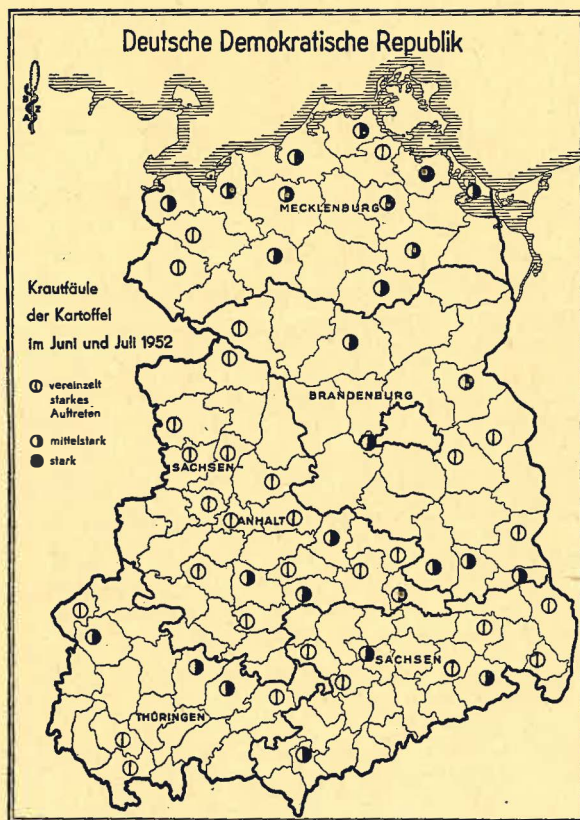 Deutsche Demokratische Republik
MECKLENBURG
Krautfäule
der Kartoffel
im Juni und Juli 1952
vereinzelt
starkes
Auftreten
mittelstark
stark
BRANDENBURG
SACHSEN-
ANHALT
SACHSEN
THÜRINGEN